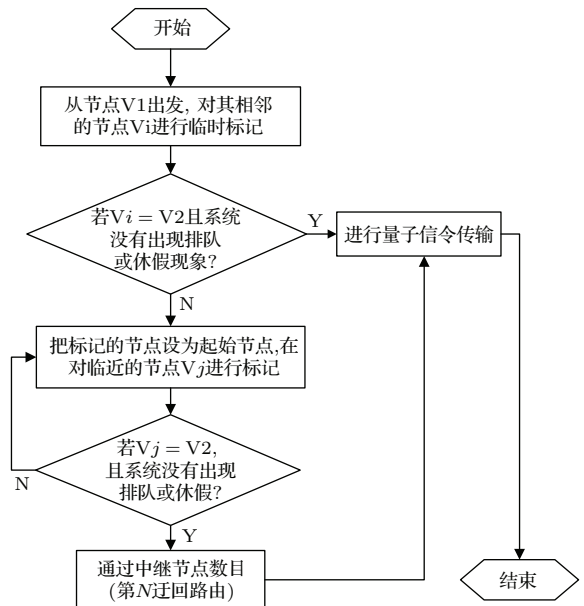 开始
从节点V1出发, 对其相邻
的节点Vi进行临时标记
若Vi = V2且系统
没有出现排队
或休假现象?
Y
进行量子信令传输
N
把标记的节点设为起始节点,在
对临近的节点Vj进行标记
若Vj = V2,
且系统没有出现
排队或休假?
N
Y
通过中继节点数目
(第N迂回路由)
结束